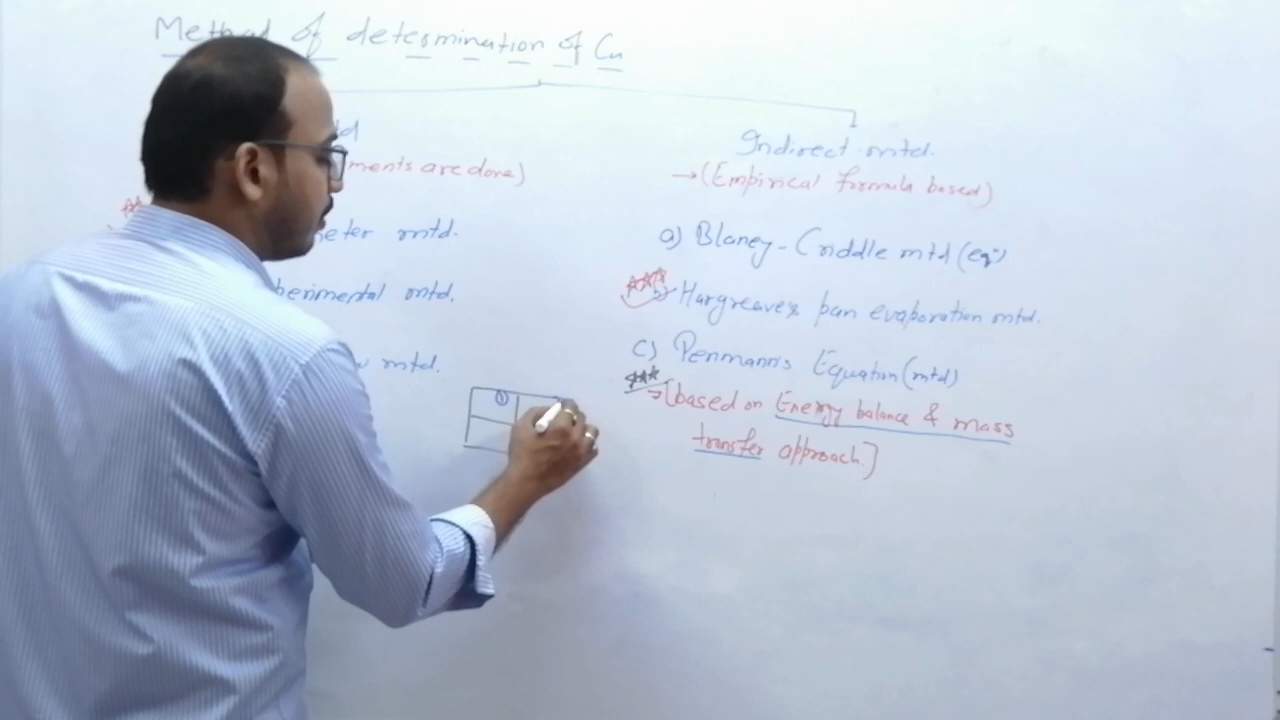 Method of determination of Cu
ments are done)
eter mtd.
perimental mtd.
w mtd.
①
Indirect mtd.
→ (Empirical formula based)
a) Blaney - Criddle mtd (eqn)
b) Hargreave's pan evaporation mtd.
c) Penmann's Equation (mtd)
→ [based on Energy balance & mass
transfer approach.]